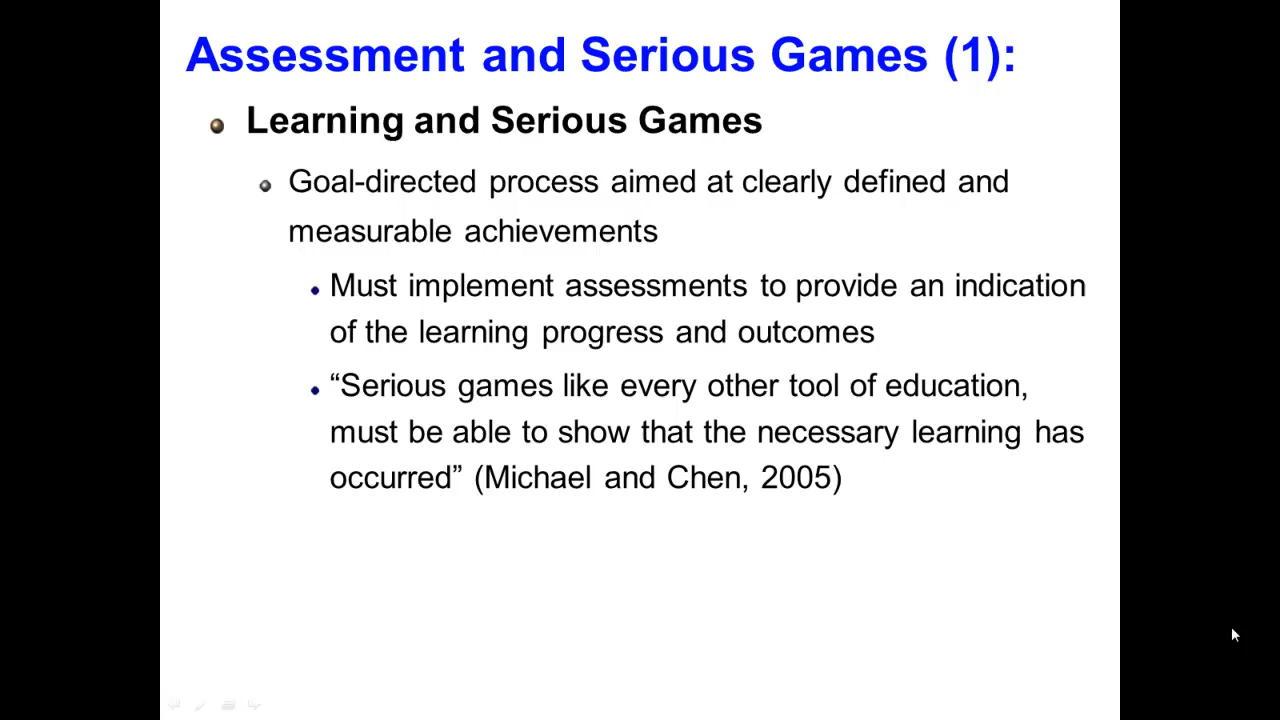 Assessment and Serious Games (1):
Learning and Serious Games
Goal-directed process aimed at clearly defined and
measurable achievements
Must implement assessments to provide an indication
of the learning progress and outcomes
“Serious games like every other tool of education,
must be able to show that the necessary learning has
occurred” (Michael and Chen, 2005)